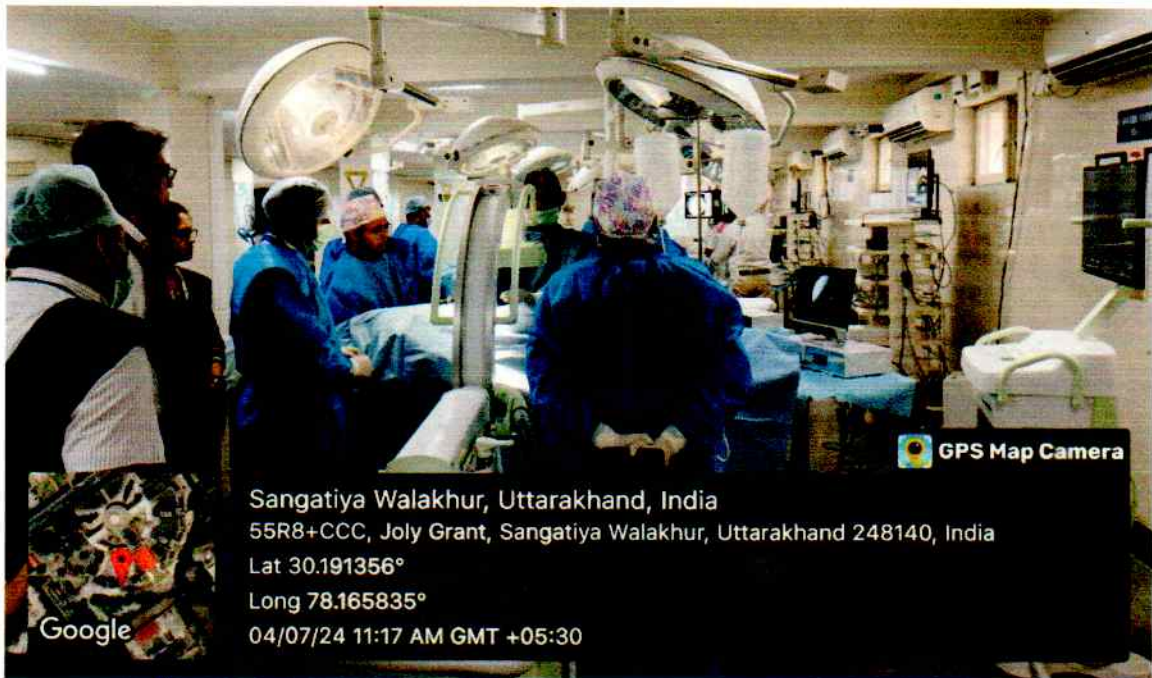 GPS Map Camera
Sangatiya Walakhur, Uttarakhand, India
55R8+CCC, Joly Grant, Sangatiya Walakhur, Uttarakhand 248140, India
Lat 30.191356°
Long 78.165835°
04/07/24 11:17 AM GMT +05:30
Google